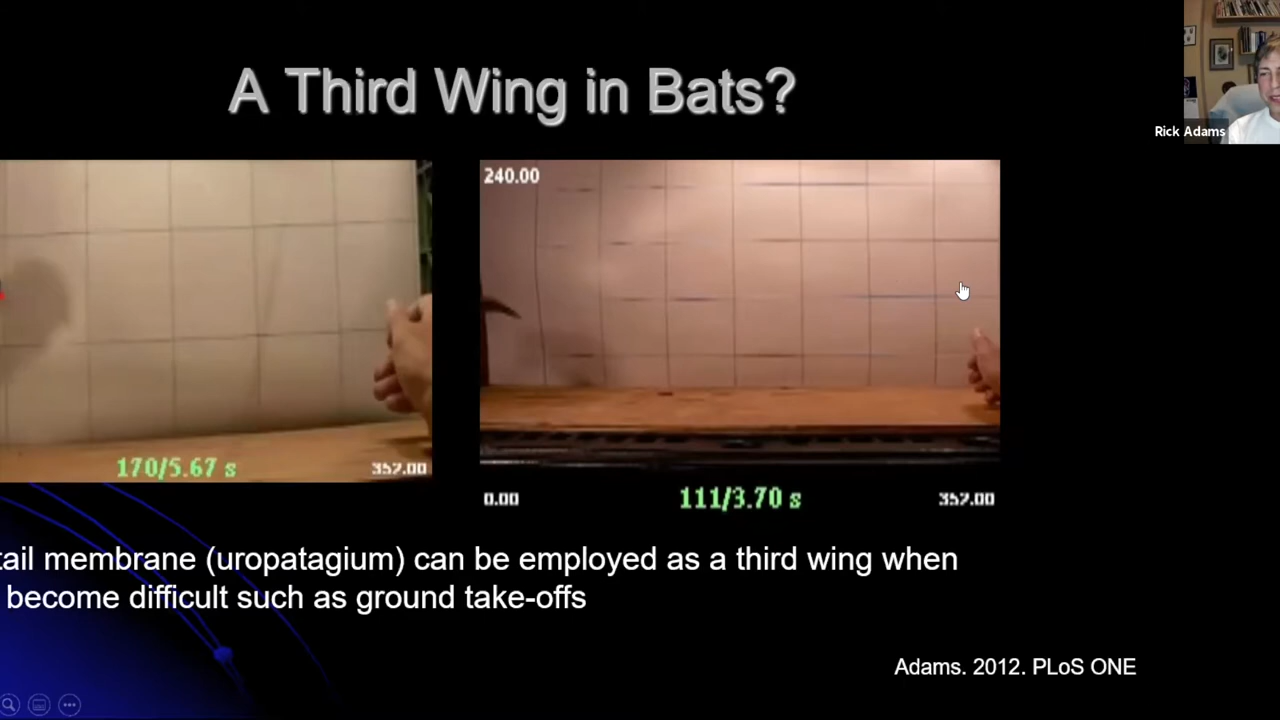 A Third Wing in Bats?
Rick Adams
170/5.67 s
352.00
240.00
0.00
111/3.70 s
352.00
tail membrane (uropatagium) can be employed as a third wing when
become difficult such as ground take-offs
Adams. 2012. PLoS ONE